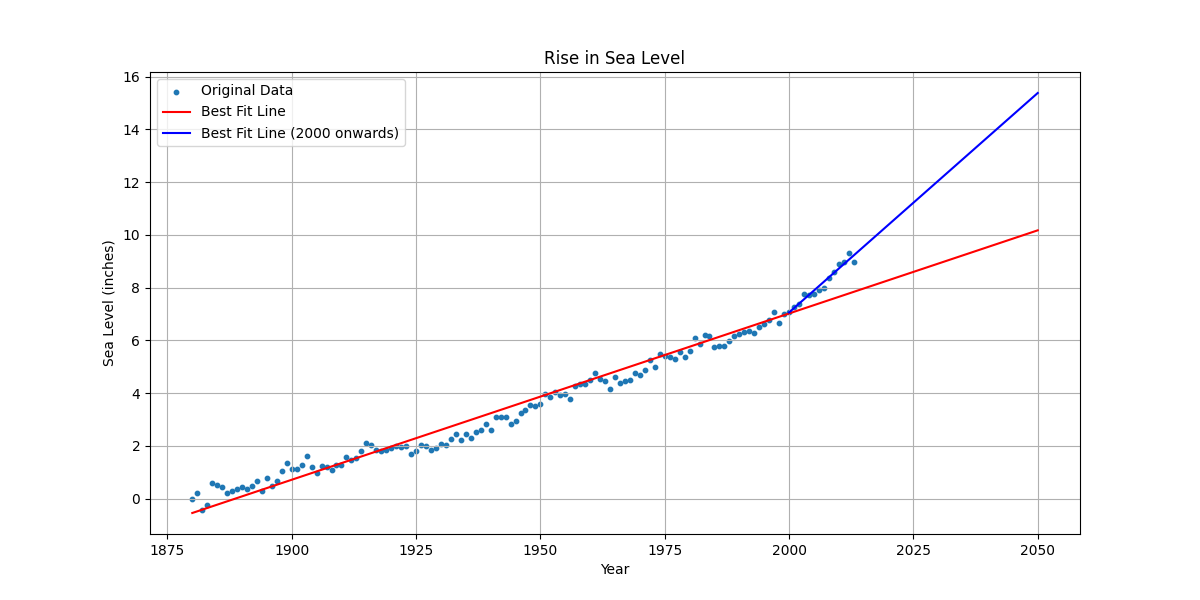 Rise in Sea Level
Original Data
Best Fit Line
Best Fit Line (2000 onwards)
Sea Level (inches)
16
14
12
10
8
6
4
2
0
1875 1900 1925 1950 1975 2000 2025 2050
Year